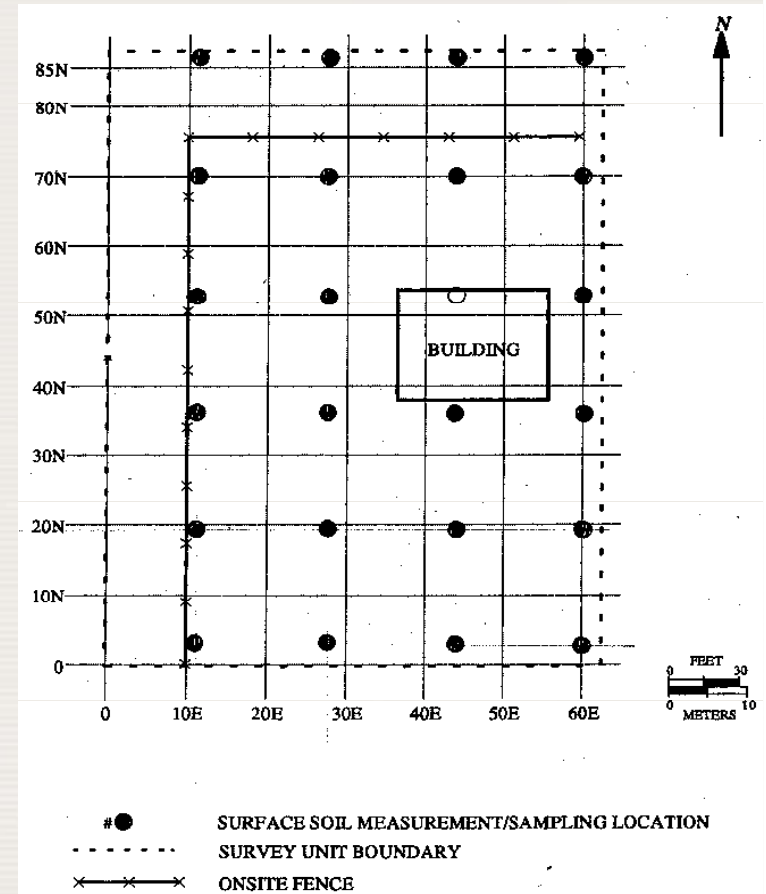 N
85N
80N
70N
60N
50N
BUILDING
40N
30N
20N
10N
0
FEET
0 30
0 10
METERS
0 10E 20E 30E 40E 50E 60E
#● SURFACE SOIL MEASUREMENT/SAMPLING LOCATION
SURVEY UNIT BOUNDARY
ONSITE FENCE